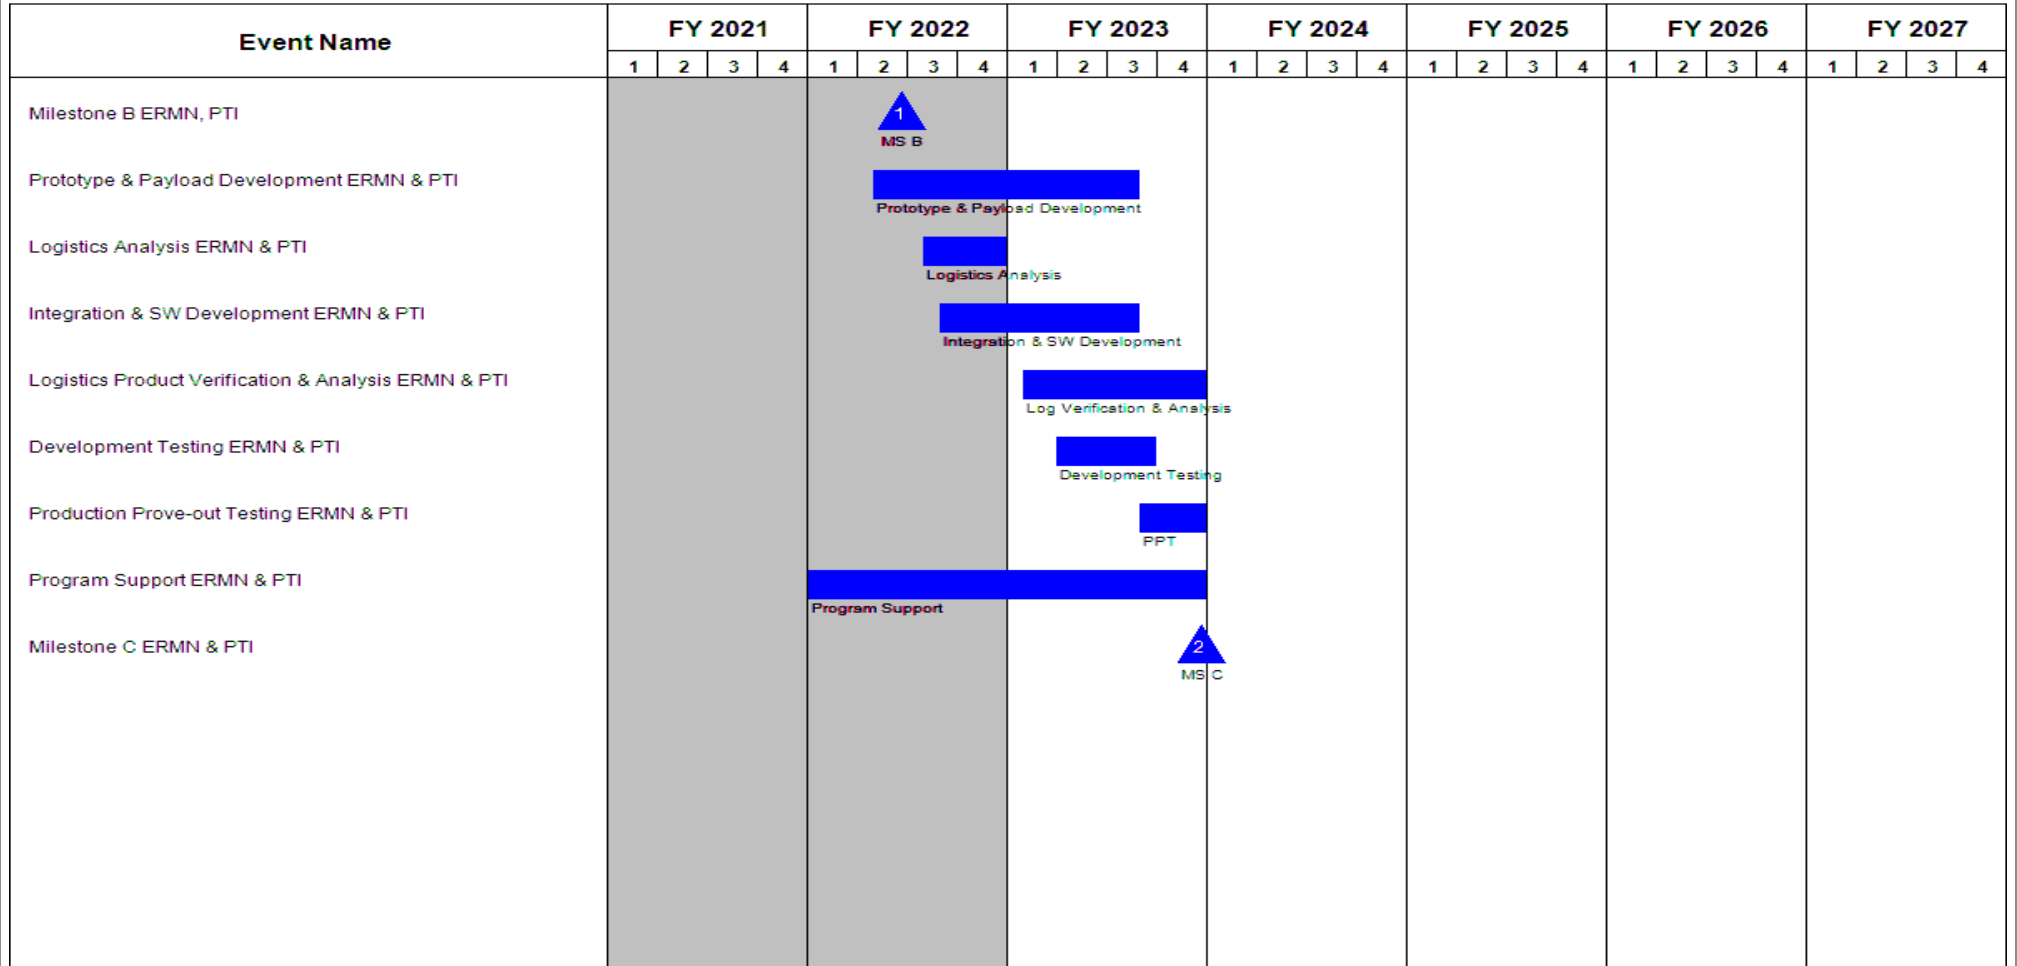 Event Name
FY 2021 FY 2022 FY 2023 FY 2024 FY 2025 FY 2026 FY 2027
1 2 3 4 1 2 3 4 1 2 3 4 1 2 3 4 1 2 3 4 1 2 3 4 1 2 3 4
Milestone B ERMN, PTI
1
MS B
Prototype & Payload Development ERMN & PTI
Prototype & Payload Development
Logistics Analysis ERMN & PTI
Logistics Analysis
Integration & SW Development ERMN & PTI
Integration & SW Development
Logistics Product Verification & Analysis ERMN & PTI
Log Verification & Analysis
Development Testing ERMN & PTI
Development Testing
Production Prove-out Testing ERMN & PTI
PPT
Program Support ERMN & PTI
Program Support
Milestone C ERMN & PTI
2
MS C